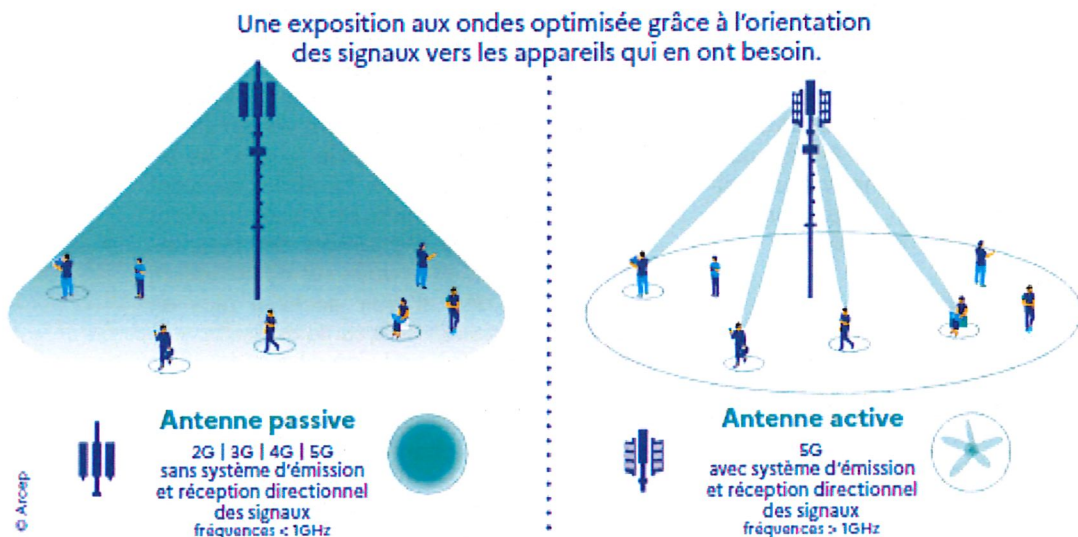 Une exposition aux ondes optimisée grâce à l'orientation
des signaux vers les appareils qui en ont besoin.
Antenne passive
2G | 3G | 4G | 5G
sans système d'émission
et réception directionnel
des signaux
fréquences < 1GHz
© Arcep
Antenne active
5G
avec système d'émission
et réception directionnel
des signaux
fréquences > 1GHz